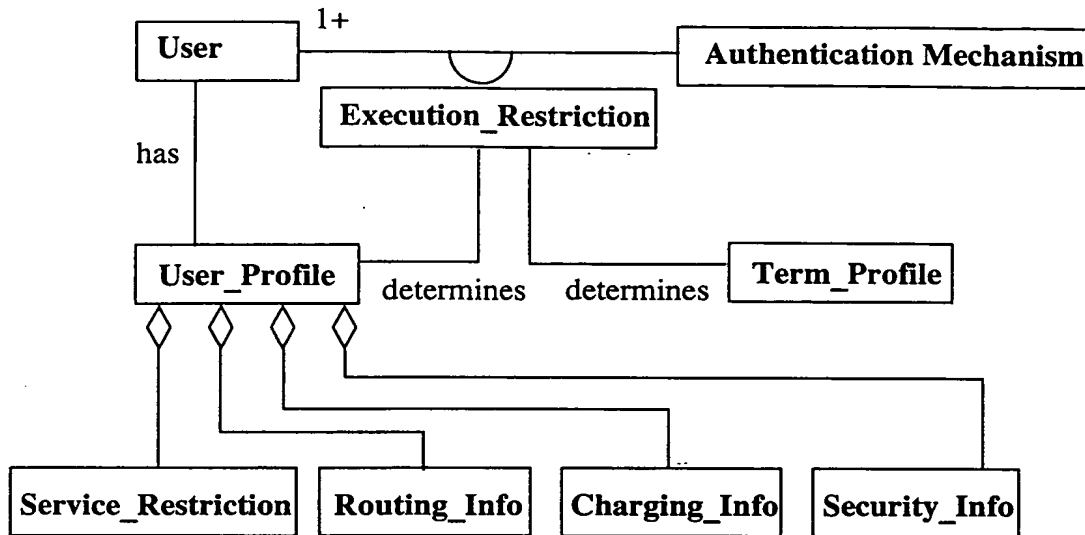 1+
User
Authentication Mechanism
Execution_Restriction
has
User_Profile
determines
determines
Term_Profile
Service_Restriction
Routing_Info
Charging_Info
Security_Info